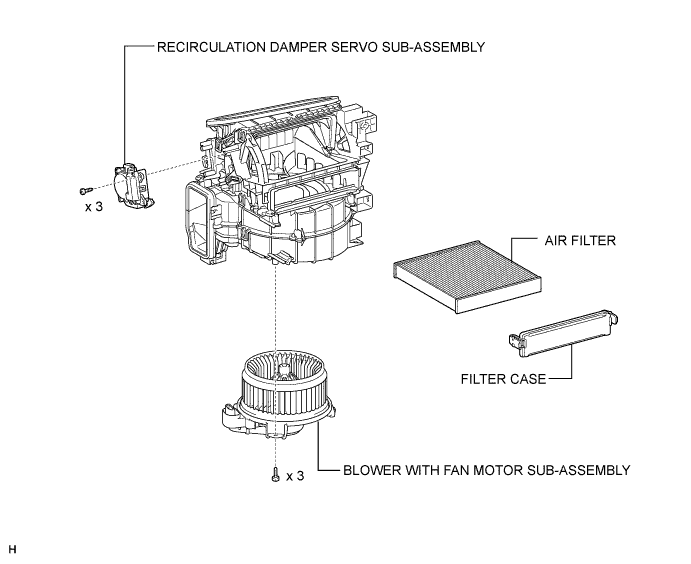 RECIRCULATION DAMPER SERVO SUB-ASSEMBLY
x 3
AIR FILTER
FILTER CASE
BLOWER WITH FAN MOTOR SUB-ASSEMBLY
x 3
H